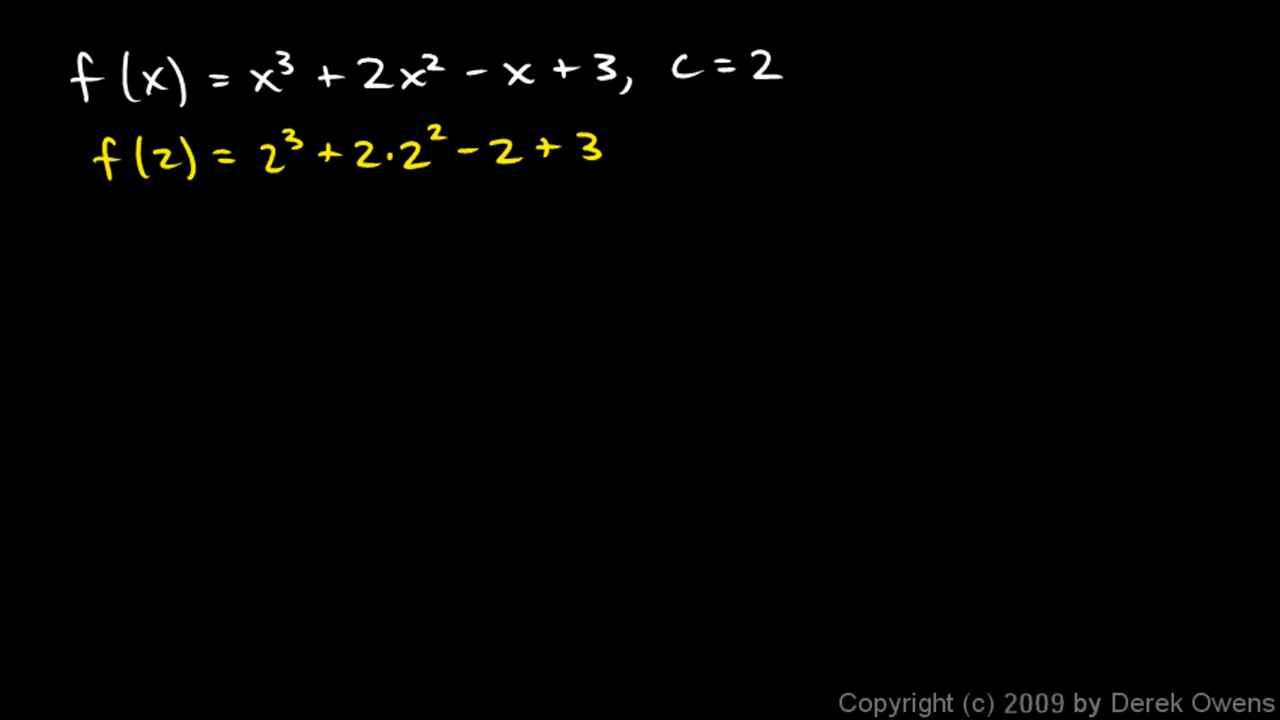 f(x) = x³ + 2x² - x + 3, c = 2
f(2) = 2³ + 2·2² - 2 + 3
Copyright (c) 2009 by Derek Owens